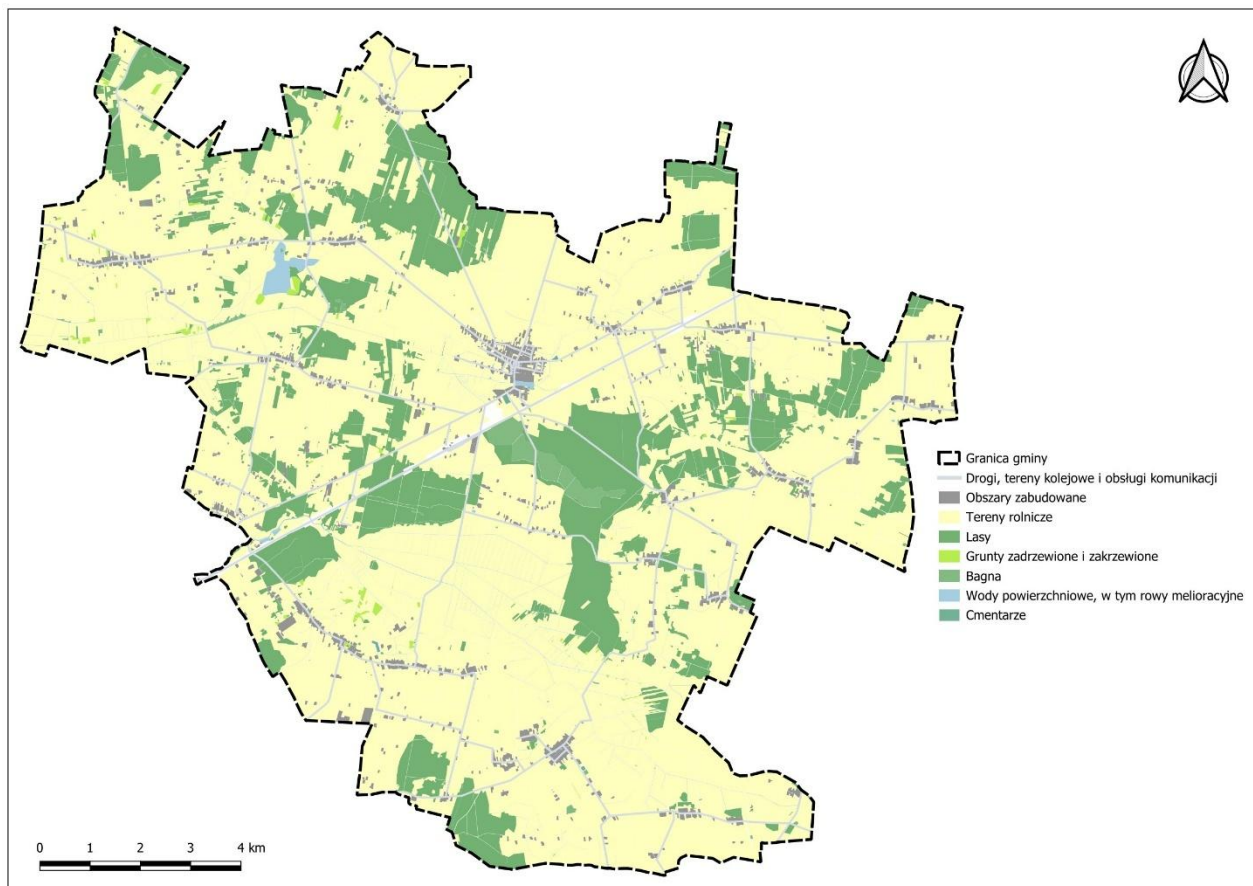 Granica gminy
Drogi, tereny kolejowe i obsługi komunikacji
Obszary zabudowane
Tereny rolnicze
Lasy
Grunty zadrzewione i zakrzewione
Bagna
Wody powierzchniowe, w tym rowy melioracyjne
Cmentarze
0 1 2 3 4 km